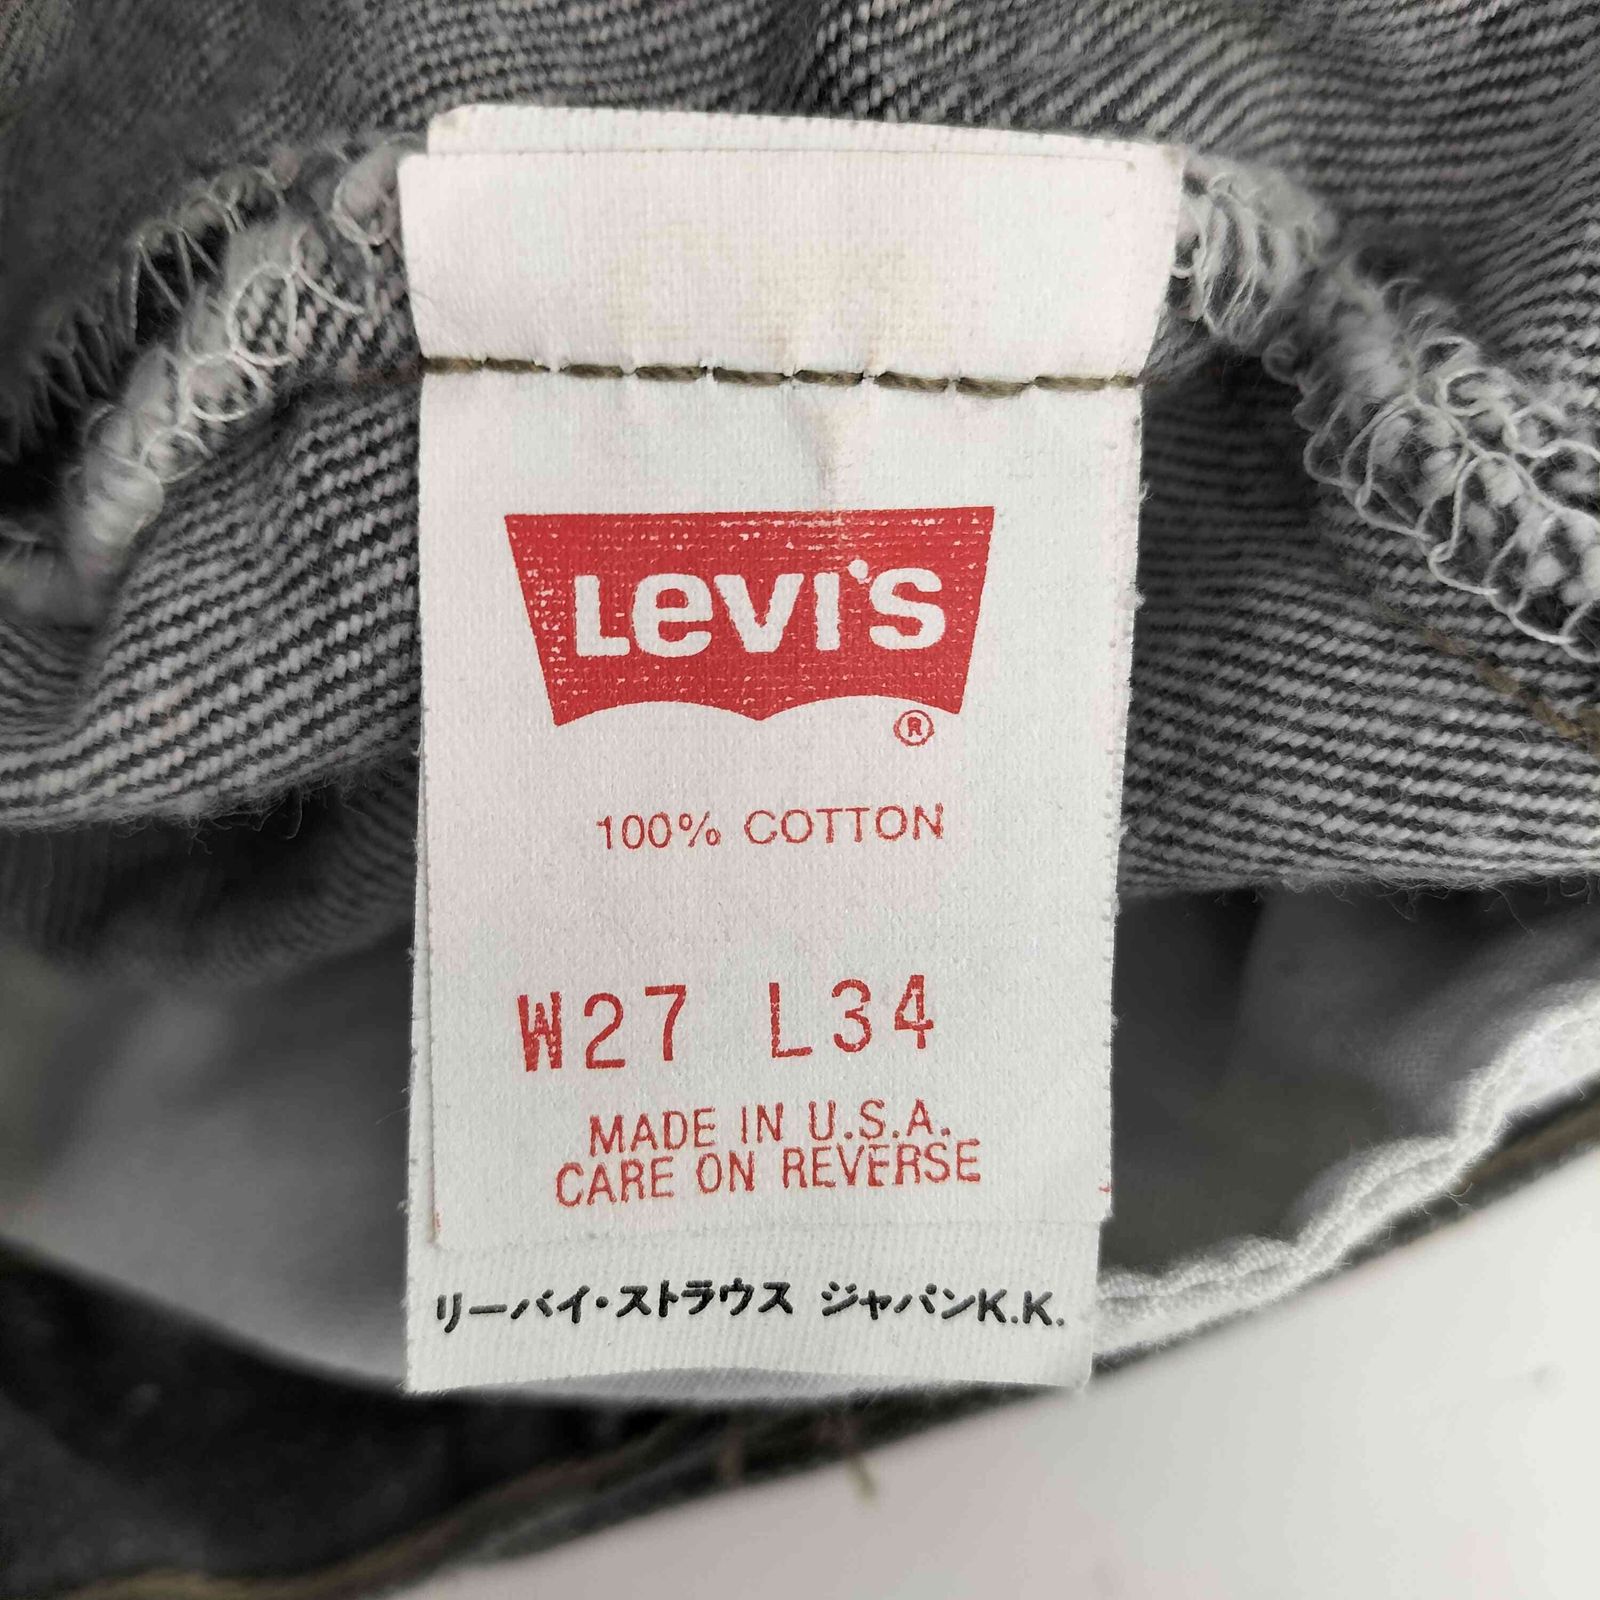 Levi's
®
100% COTTON
W27 L34
MADE IN U.S.A.
CARE ON REVERSE
リーバイ・ストラウス ジャパンK.K.